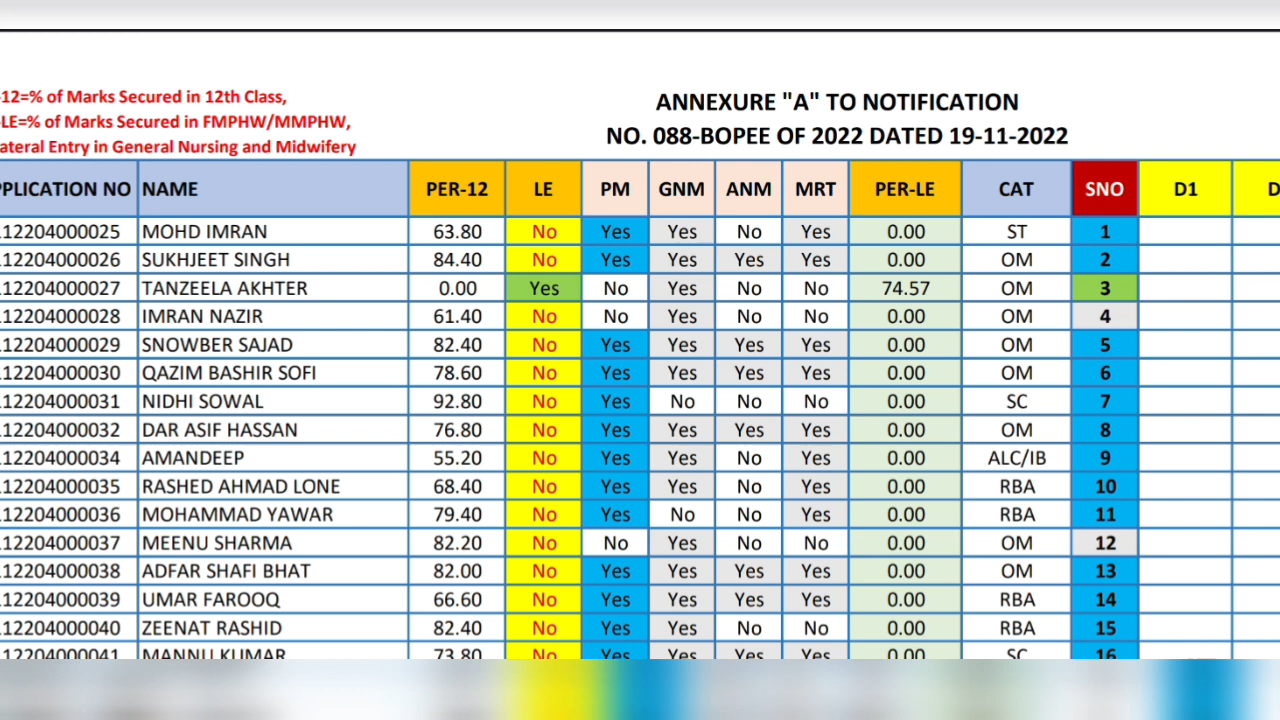 -12=% of Marks Secured in 12th Class,
-LE=% of Marks Secured in FMPHW/MMPHW,
ateral Entry in General Nursing and Midwifery
ANNEXURE "A" TO NOTIFICATION
NO. 088-BOPEE OF 2022 DATED 19-11-2022
PPLICATION NO NAME PER-12 LE PM GNM ANM MRT PER-LE CAT SNO D1 D
.12204000025 MOHD IMRAN 63.80 No Yes Yes No Yes 0.00 ST 1
.12204000026 SUKHJEET SINGH 84.40 No Yes Yes Yes Yes 0.00 OM 2
.12204000027 TANZEELA AKHTER 0.00 Yes No Yes No No 74.57 OM 3
.12204000028 IMRAN NAZIR 61.40 No No Yes No No 0.00 OM 4
.12204000029 SNOWBER SAJAD 82.40 No Yes Yes Yes Yes 0.00 OM 5
.12204000030 QAZIM BASHIR SOFI 78.60 No Yes Yes Yes Yes 0.00 OM 6
.12204000031 NIDHI SOWAL 92.80 No Yes No No No 0.00 SC 7
.12204000032 DAR ASIF HASSAN 76.80 No Yes Yes Yes Yes 0.00 OM 8
.12204000034 AMANDEEP 55.20 No Yes Yes No Yes 0.00 ALC/IB 9
.12204000035 RASHED AHMAD LONE 68.40 No Yes Yes No Yes 0.00 RBA 10
.12204000036 MOHAMMAD YAWAR 79.40 No Yes No No Yes 0.00 RBA 11
.12204000037 MEENU SHARMA 82.20 No No Yes No No 0.00 OM 12
.12204000038 ADFAR SHAFI BHAT 82.00 No Yes Yes Yes Yes 0.00 OM 13
.12204000039 UMAR FAROOQ 66.60 No Yes Yes Yes Yes 0.00 RBA 14
.12204000040 ZEENAT RASHID 82.40 No Yes Yes No No 0.00 RBA 15
.12204000041 MANNU KUMAR 73.80 No Yes Yes Yes Yes 0.00 SC 16